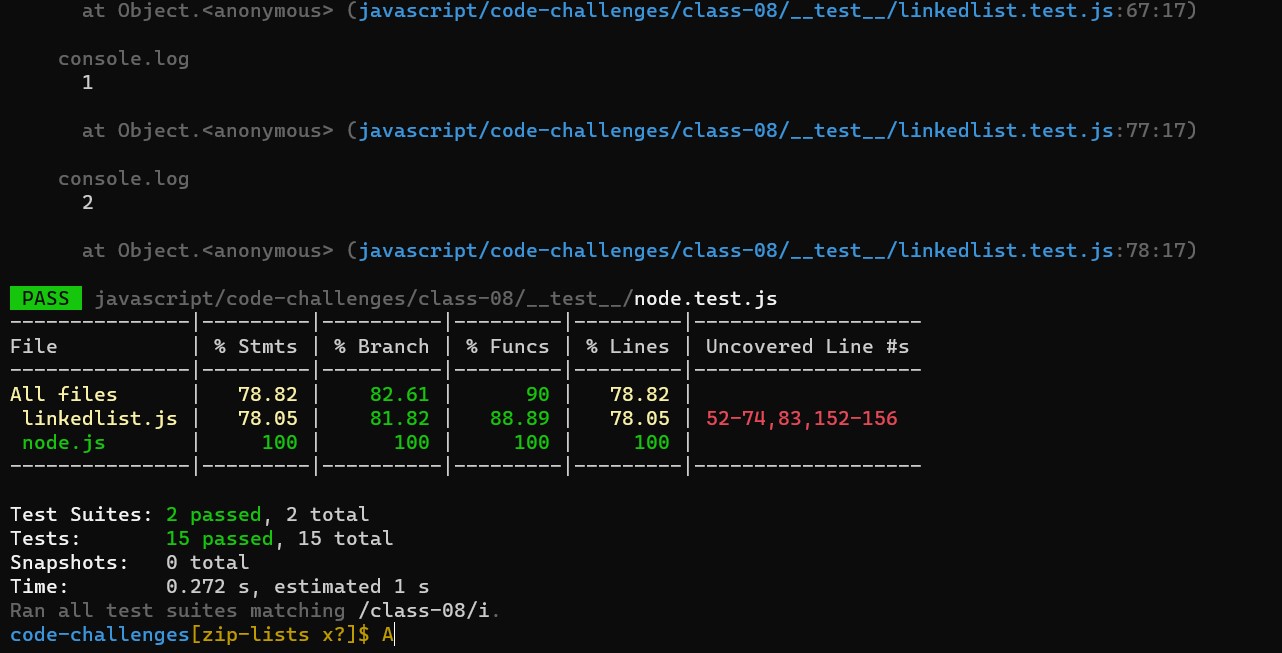 at Object.<anonymous> (javascript/code-challenges/class-08/__test__/linkedlist.test.js:67:17)
console.log
1
at Object.<anonymous> (javascript/code-challenges/class-08/__test__/linkedlist.test.js:77:17)
console.log
2
at Object.<anonymous> (javascript/code-challenges/class-08/__test__/linkedlist.test.js:78:17)
PASS javascript/code-challenges/class-08/__test__/node.test.js
---------------|---------|----------|---------|---------|-------------------
File           | % Stmts | % Branch | % Funcs | % Lines | Uncovered Line #s
---------------|---------|----------|---------|---------|-------------------
All files      |   78.82 |    82.61 |      90 |   78.82 |
 linkedlist.js |   78.05 |    81.82 |   88.89 |   78.05 | 52-74,83,152-156
 node.js       |     100 |      100 |     100 |     100 |
---------------|---------|----------|---------|---------|-------------------
Test Suites: 2 passed, 2 total
Tests:       15 passed, 15 total
Snapshots:   0 total
Time:        0.272 s, estimated 1 s
Ran all test suites matching /class-08/i.
code-challenges[zip-lists x?]$ A